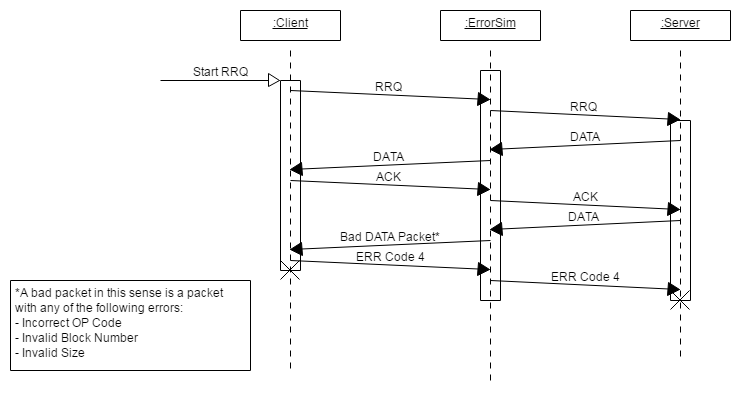 :Client
:ErrorSim
:Server
Start RRQ
RRQ
RRQ
DATA
DATA
ACK
ACK
DATA
Bad DATA Packet*
ERR Code 4
ERR Code 4
*A bad packet in this sense is a packet
with any of the following errors:
- Incorrect OP Code
- Invalid Block Number
- Invalid Size